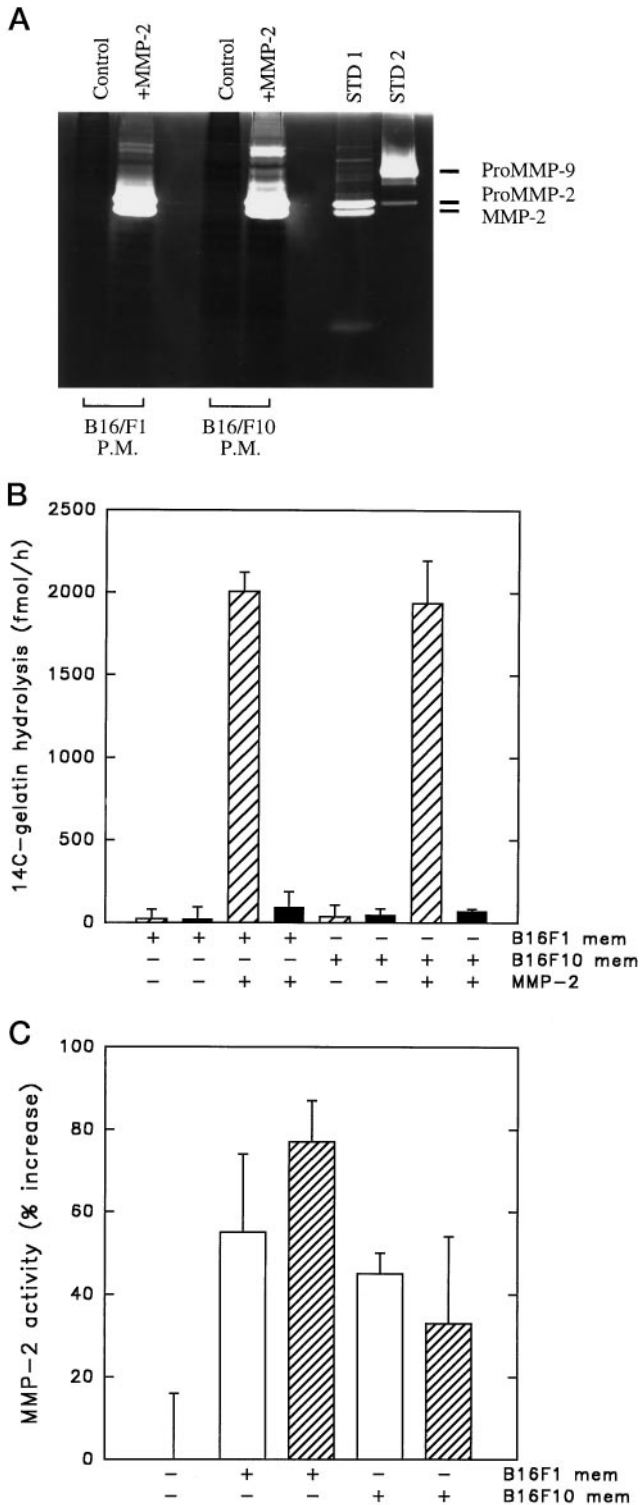 A
Control
+MMP-2
Control
+MMP-2
STD 1
STD 2
ProMMP-9
ProMMP-2
MMP-2
B16/F1
P.M.
B16/F10
P.M.
B
14C-gelatin hydrolysis (fmol/h)
2500
2000
1500
1000
500
0
+ + + + − − − − B16F1 mem
− − − − + + + + B16F10 mem
− − + + − − + + MMP-2
C
MMP-2 activity (% increase)
100
80
60
40
20
0
− + + − − B16F1 mem
− − − + + B16F10 mem